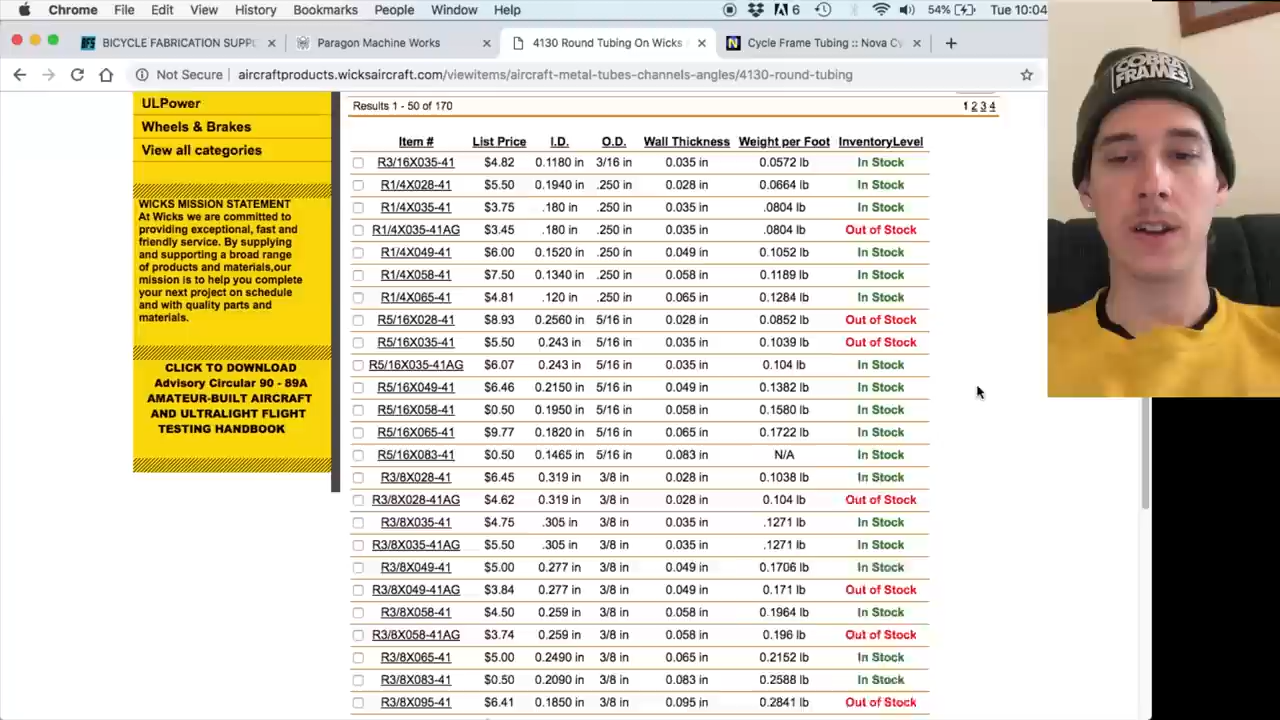 Chrome File Edit View History Bookmarks People Window Help 6 54% Tue 10:04
BICYCLE FABRICATION SUPPL
Paragon Machine Works
4130 Round Tubing On Wicks
Cycle Frame Tubing :: Nova Cy
Not Secure aircraftproducts.wicksaircraft.com/viewitems/aircraft-metal-tubes-channels-angles/4130-round-tubing
COBRA
FRAMES
ULPower
Wheels & Brakes
View all categories
WICKS MISSION STATEMENT
At Wicks we are committed to
providing exceptional, fast and
friendly service. By supplying
and supporting a broad range
of products and materials,our
mission is to help you complete
your next project on schedule
and with quality parts and
materials.
CLICK TO DOWNLOAD
Advisory Circular 90 - 89A
AMATEUR-BUILT AIRCRAFT
AND ULTRALIGHT FLIGHT
TESTING HANDBOOK
Results 1 - 50 of 170 1 2 3 4
Item # List Price I.D. O.D. Wall Thickness Weight per Foot InventoryLevel
R3/16X035-41 $4.82 0.1180 in 3/16 in 0.035 in 0.0572 lb In Stock
R1/4X028-41 $5.50 0.1940 in .250 in 0.028 in 0.0664 lb In Stock
R1/4X035-41 $3.75 .180 in .250 in 0.035 in .0804 lb In Stock
R1/4X035-41AG $3.45 .180 in .250 in 0.035 in .0804 lb Out of Stock
R1/4X049-41 $6.00 0.1520 in .250 in 0.049 in 0.1052 lb In Stock
R1/4X058-41 $7.50 0.1340 in .250 in 0.058 in 0.1189 lb In Stock
R1/4X065-41 $4.81 .120 in .250 in 0.065 in 0.1284 lb In Stock
R5/16X028-41 $8.93 0.2560 in 5/16 in 0.028 in 0.0852 lb Out of Stock
R5/16X035-41 $5.50 0.243 in 5/16 in 0.035 in 0.1039 lb Out of Stock
R5/16X035-41AG $6.07 0.243 in 5/16 in 0.035 in 0.104 lb In Stock
R5/16X049-41 $6.46 0.2150 in 5/16 in 0.049 in 0.1382 lb In Stock
R5/16X058-41 $0.50 0.1950 in 5/16 in 0.058 in 0.1580 lb In Stock
R5/16X065-41 $9.77 0.1820 in 5/16 in 0.065 in 0.1722 lb In Stock
R5/16X083-41 $0.50 0.1465 in 5/16 in 0.083 in N/A In Stock
R3/8X028-41 $6.45 0.319 in 3/8 in 0.028 in 0.1038 lb In Stock
R3/8X028-41AG $4.62 0.319 in 3/8 in 0.028 in 0.104 lb Out of Stock
R3/8X035-41 $4.75 .305 in 3/8 in 0.035 in .1271 lb In Stock
R3/8X035-41AG $5.50 .305 in 3/8 in 0.035 in .1271 lb In Stock
R3/8X049-41 $5.00 0.277 in 3/8 in 0.049 in 0.1706 lb In Stock
R3/8X049-41AG $3.84 0.277 in 3/8 in 0.049 in 0.171 lb Out of Stock
R3/8X058-41 $4.50 0.259 in 3/8 in 0.058 in 0.1964 lb In Stock
R3/8X058-41AG $3.74 0.259 in 3/8 in 0.058 in 0.196 lb Out of Stock
R3/8X065-41 $5.00 0.2490 in 3/8 in 0.065 in 0.2152 lb In Stock
R3/8X083-41 $0.50 0.2090 in 3/8 in 0.083 in 0.2588 lb In Stock
R3/8X095-41 $6.41 0.1850 in 3/8 in 0.095 in 0.2841 lb Out of Stock